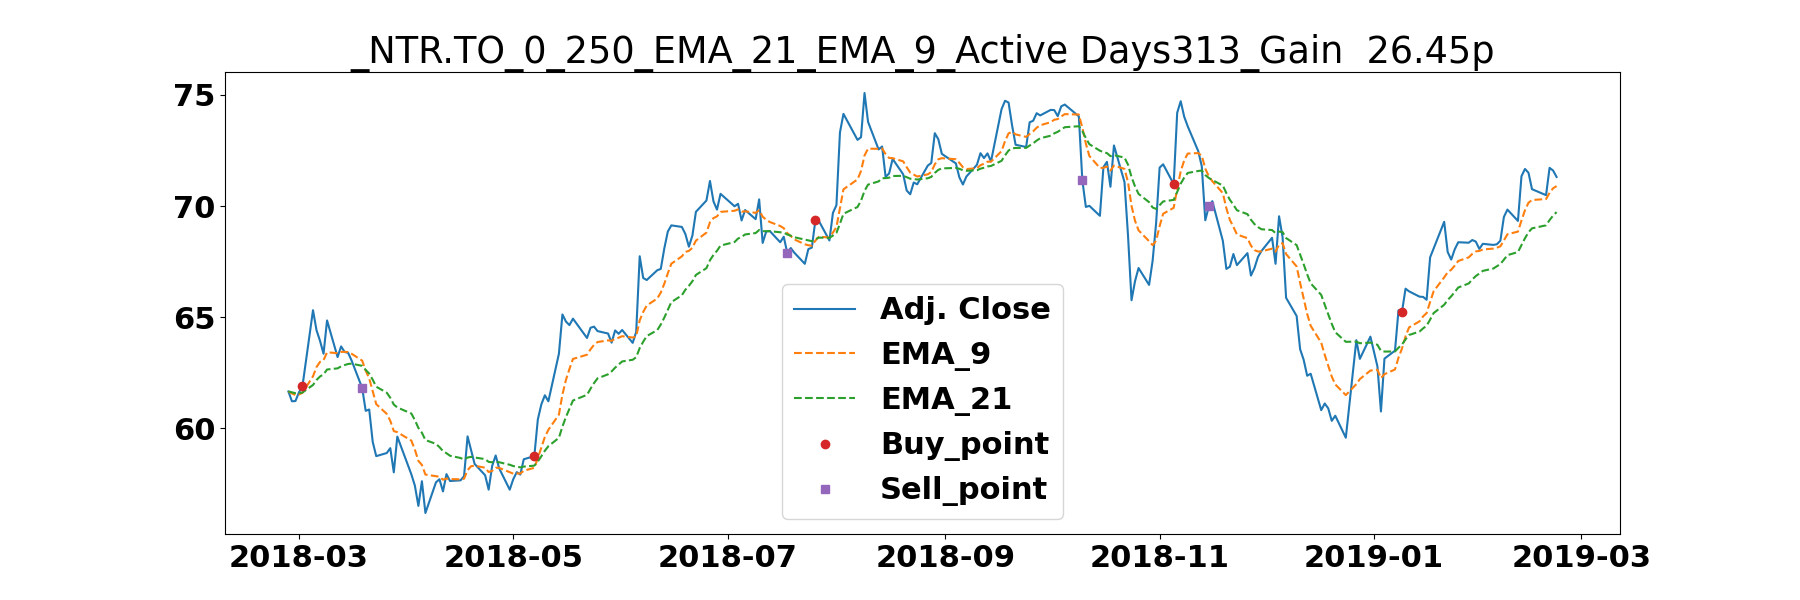 _NTR.TO_0_250_EMA_21_EMA_9_Active Days313_Gain  26.45p
75
70
65
60
Adj. Close
EMA_9
EMA_21
Buy_point
Sell_point
2018-03 2018-05 2018-07 2018-09 2018-11 2019-01 2019-03